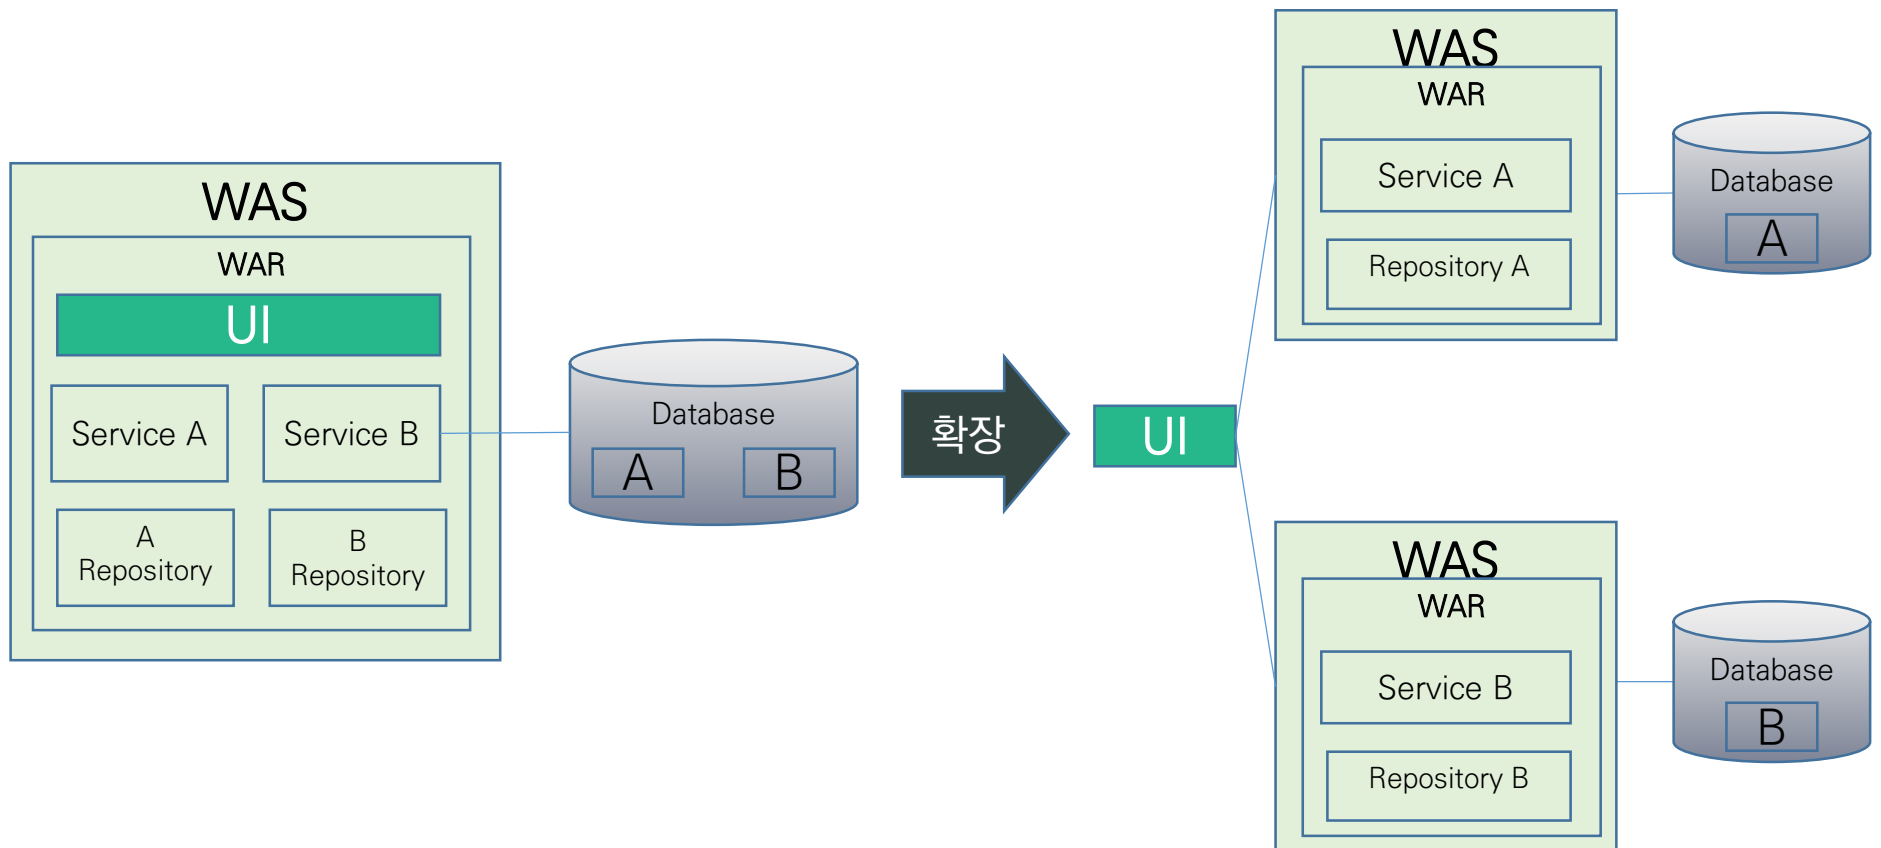 WAS
WAR
UI
Service A
Service B
A
Repository
B
Repository
Database
A
B
확장
UI
WAS
WAR
Service A
Repository A
Database
A
WAS
WAR
Service B
Repository B
Database
B